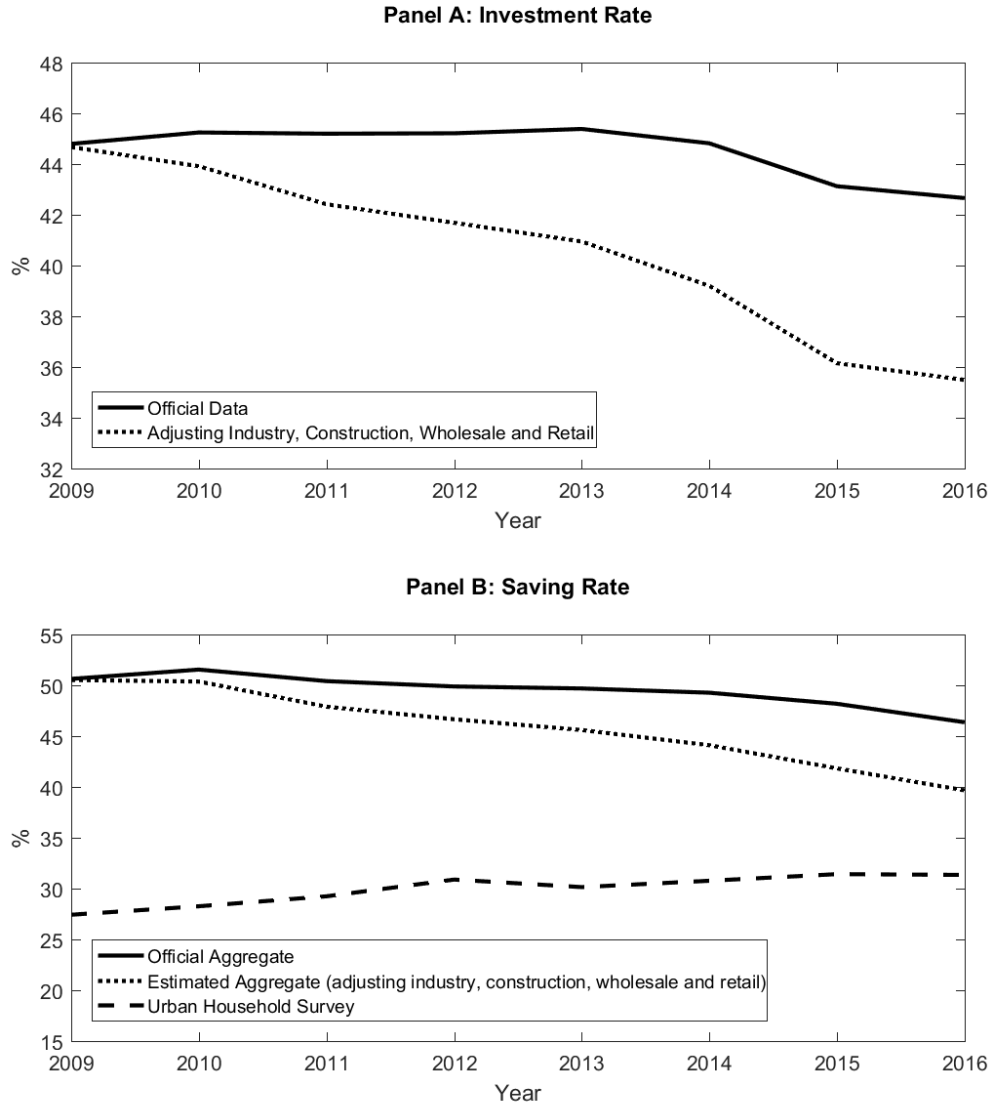 Panel A: Investment Rate
48
46
44
42
40
38
36
34
32
%
Official Data
Adjusting Industry, Construction, Wholesale and Retail
2009 2010 2011 2012 2013 2014 2015 2016
Year
Panel B: Saving Rate
55
50
45
40
35
30
25
20
15
%
Official Aggregate
Estimated Aggregate (adjusting industry, construction, wholesale and retail)
Urban Household Survey
2009 2010 2011 2012 2013 2014 2015 2016
Year